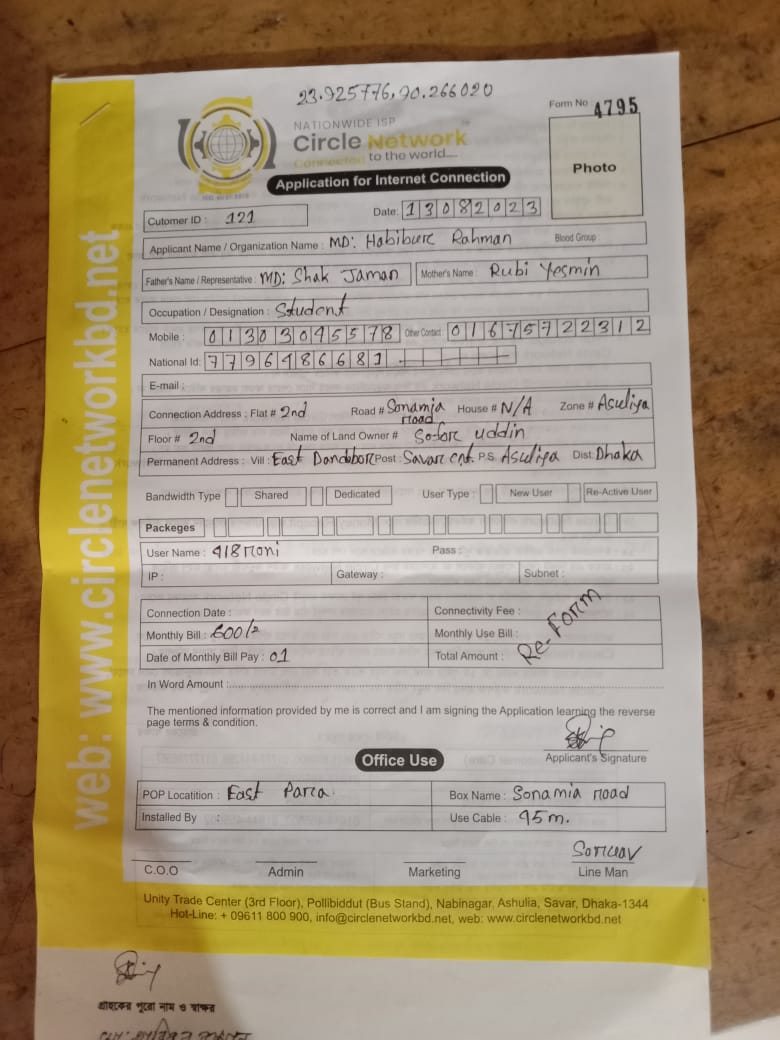 23.925776,90.266020
Form No 4795
NATIONWIDE ISP
Circle Network
Connected to the world....
Photo
Application for Internet Connection
Cutomer ID : 121
Date: 13082023
Applicant Name / Organization Name : MD: Habibur Rahman Blood Group :
Father's Name / Representative : MD: Shak Jaman Mother's Name : Rubi Yesmin
Occupation / Designation : Student
Mobile : 01303045578 Other Contact : 01675722312
National Id: 7796486681
E-mail :
Connection Address : Flat # 2nd Road # Sonamia road House # N/A Zone # Asuliya
Floor # 2nd Name of Land Owner # Sofor uddin
Permanent Address : Vill : East Dandobor Post : Savar cnt. P.S. Asuliya Dist. Dhaka
Bandwidth Type Shared Dedicated User Type : New User Re-Active User
Packeges
User Name : 418moni Pass :
IP : Gateway : Subnet :
Connection Date : Connectivity Fee :
Monthly Bill : 600/= Monthly Use Bill :
Date of Monthly Bill Pay : 01 Total Amount :
Re-Form
In Word Amount :
The mentioned information provided by me is correct and I am signing the Application learning the reverse
page terms & condition.
Applicant's Signature
Office Use
POP Locatition : East Para. Box Name : Sonamia road
Installed By : Use Cable : 95m.
C.O.O Admin Marketing Line Man
Unity Trade Center (3rd Floor), Pollibiddut (Bus Stand), Nabinagar, Ashulia, Savar, Dhaka-1344
Hot-Line: + 09611 800 900, info@circlenetworkbd.net, web: www.circlenetworkbd.net
web: www.circlenetworkbd.net
গ্রাহকের পুরো নাম ও স্বাক্ষর